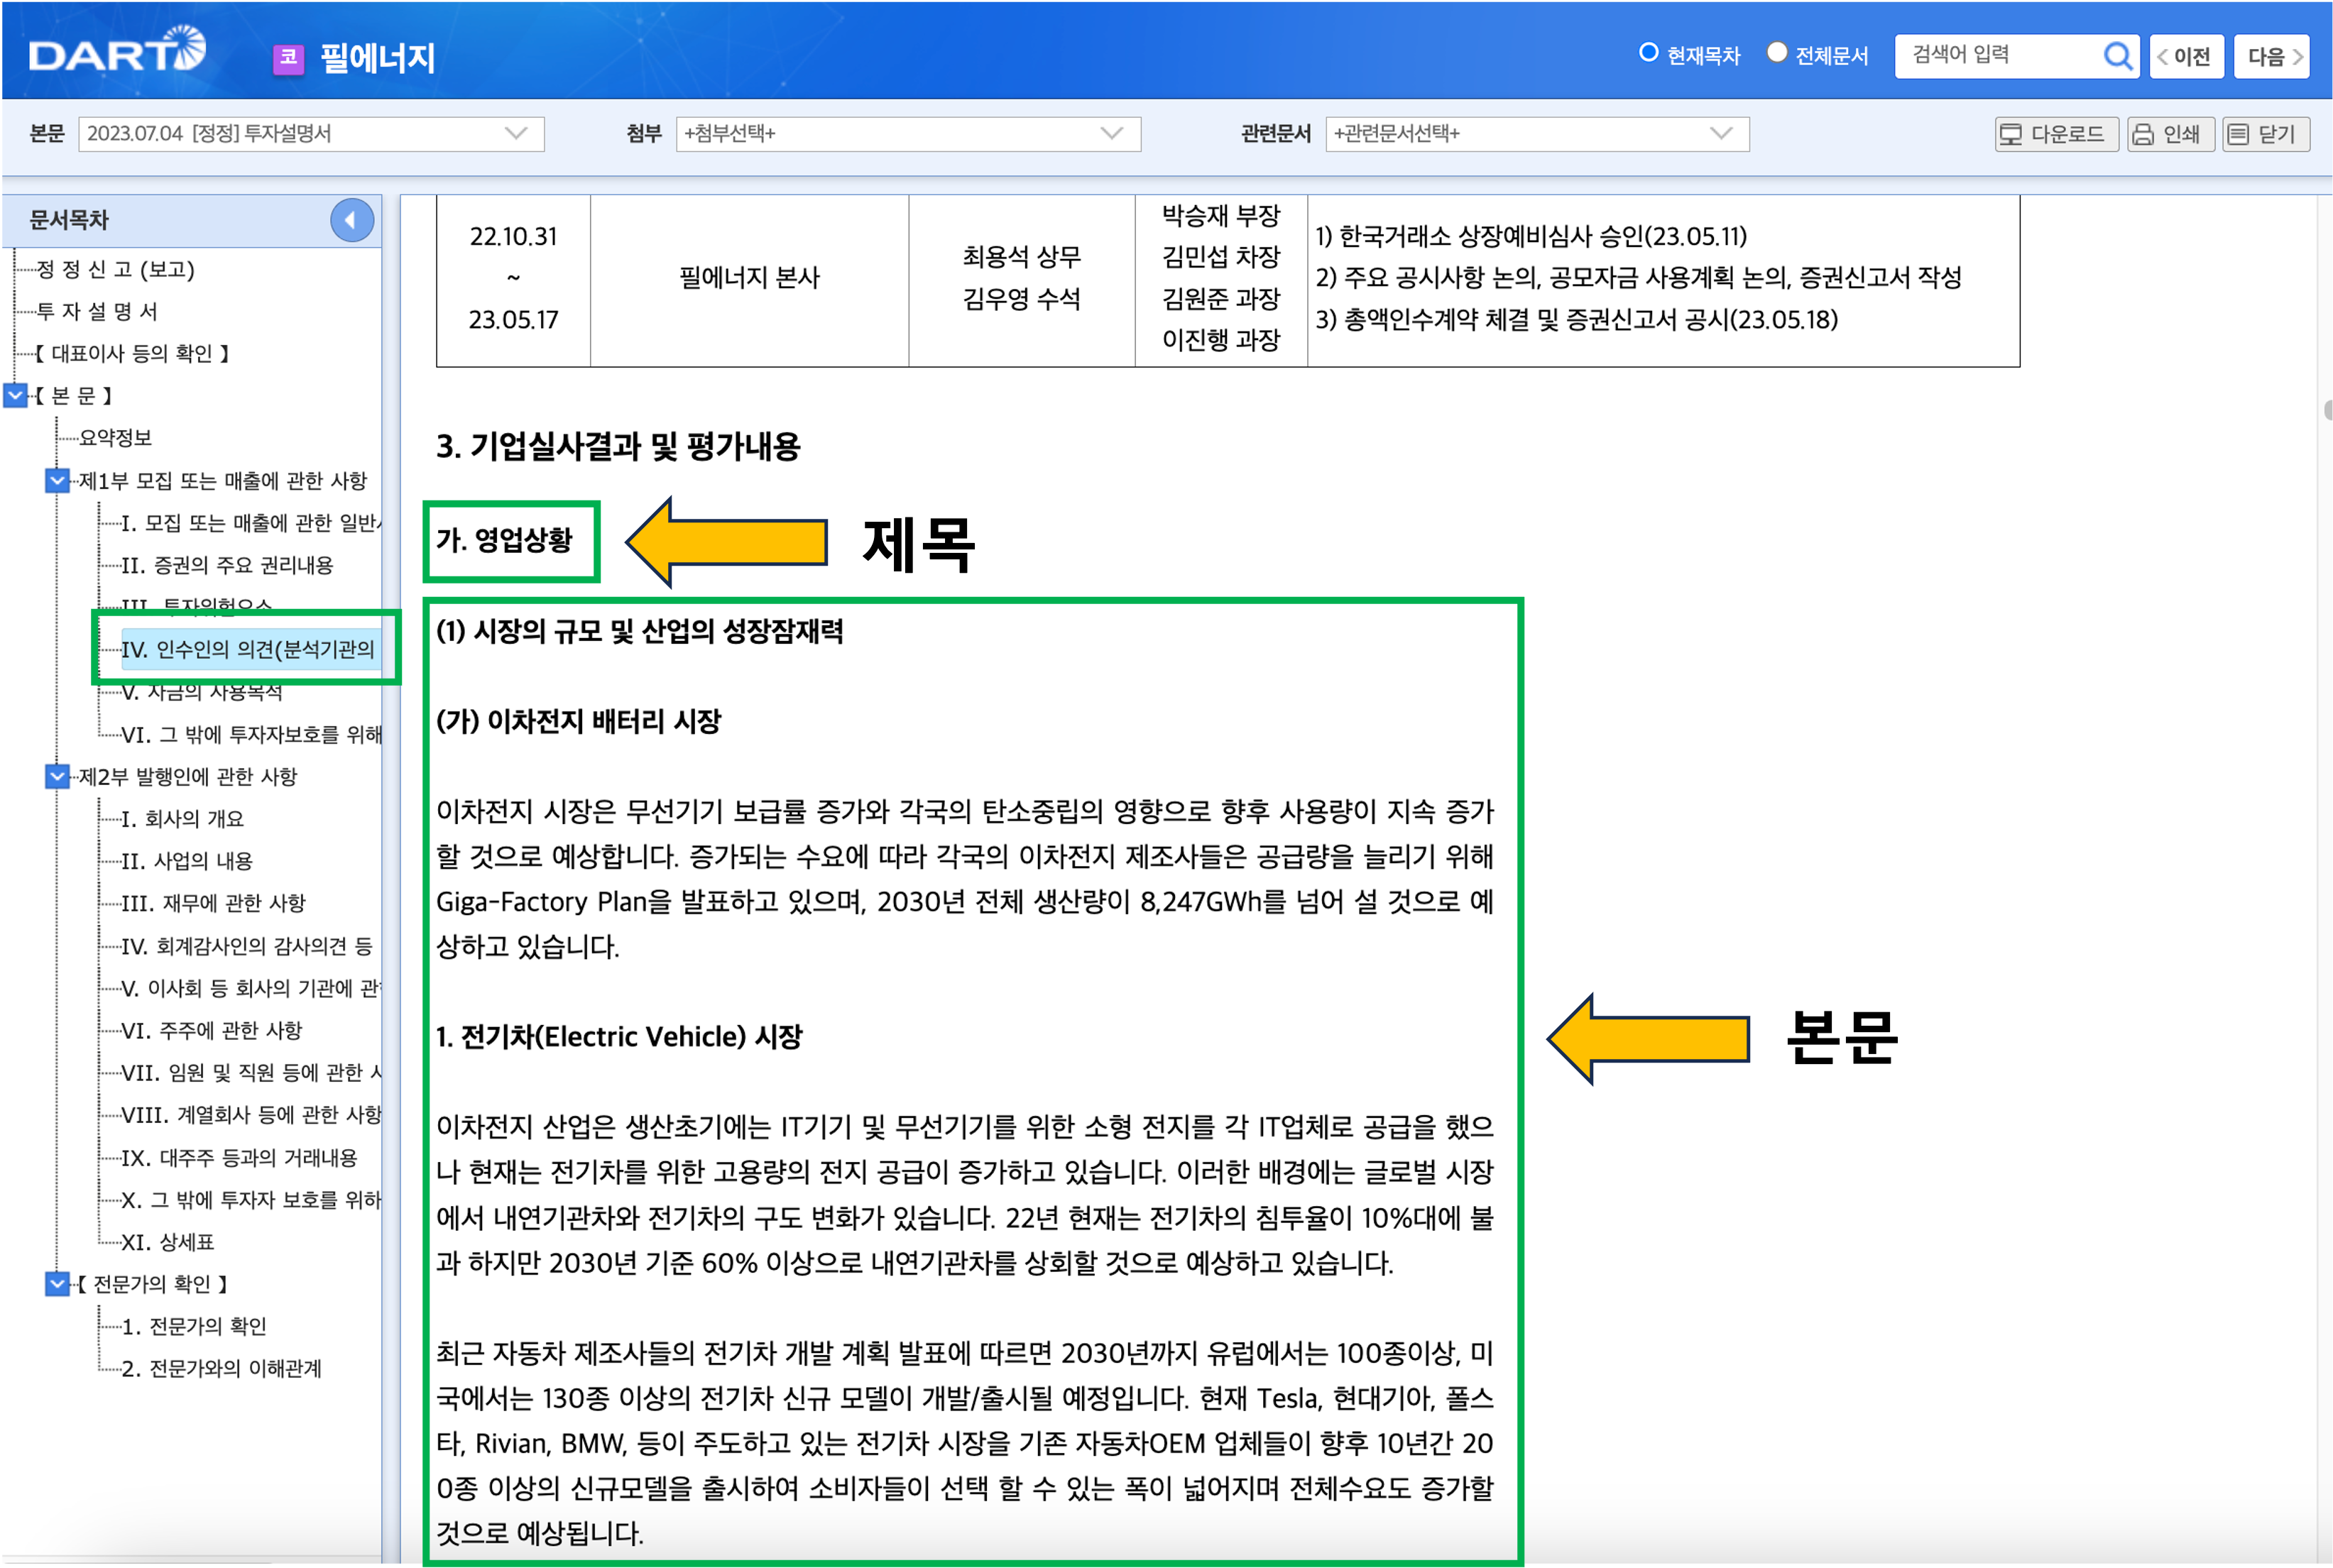 DART
코 필에너지
현재목차 전체문서 검색어 입력 이전 다음
본문 2023.07.04 [정정] 투자설명서 첨부 +첨부선택+ 관련문서 +관련문서선택+ 다운로드 인쇄 닫기
문서목차
정 정 신 고 (보고)
투 자 설 명 서
【 대표이사 등의 확인 】
【 본 문 】
요약정보
제1부 모집 또는 매출에 관한 사항
I. 모집 또는 매출에 관한 일반
II. 증권의 주요 권리내용
III. 투자위험요소
IV. 인수인의 의견(분석기관의
V. 자금의 사용목적
VI. 그 밖에 투자자보호를 위해
제2부 발행인에 관한 사항
I. 회사의 개요
II. 사업의 내용
III. 재무에 관한 사항
IV. 회계감사인의 감사의견 등
V. 이사회 등 회사의 기관에 관
VI. 주주에 관한 사항
VII. 임원 및 직원 등에 관한
VIII. 계열회사 등에 관한 사항
IX. 대주주 등과의 거래내용
X. 그 밖에 투자자 보호를 위하
XI. 상세표
【 전문가의 확인 】
1. 전문가의 확인
2. 전문가와의 이해관계
22.10.31
~
23.05.17
필에너지 본사
최용석 상무
김우영 수석
박승재 부장
김민섭 차장
김원준 과장
이진행 과장
1) 한국거래소 상장예비심사 승인(23.05.11)
2) 주요 공시사항 논의, 공모자금 사용계획 논의, 증권신고서 작성
3) 총액인수계약 체결 및 증권신고서 공시(23.05.18)
3. 기업실사결과 및 평가내용
가. 영업상황
제목
(1) 시장의 규모 및 산업의 성장잠재력
(가) 이차전지 배터리 시장
이차전지 시장은 무선기기 보급률 증가와 각국의 탄소중립의 영향으로 향후 사용량이 지속 증가
할 것으로 예상합니다. 증가되는 수요에 따라 각국의 이차전지 제조사들은 공급량을 늘리기 위해
Giga-Factory Plan을 발표하고 있으며, 2030년 전체 생산량이 8,247GWh를 넘어 설 것으로 예
상하고 있습니다.
1. 전기차(Electric Vehicle) 시장
본문
이차전지 산업은 생산초기에는 IT기기 및 무선기기를 위한 소형 전지를 각 IT업체로 공급을 했으
나 현재는 전기차를 위한 고용량의 전지 공급이 증가하고 있습니다. 이러한 배경에는 글로벌 시장
에서 내연기관차와 전기차의 구도 변화가 있습니다. 22년 현재는 전기차의 침투율이 10%대에 불
과 하지만 2030년 기준 60% 이상으로 내연기관차를 상회할 것으로 예상하고 있습니다.
최근 자동차 제조사들의 전기차 개발 계획 발표에 따르면 2030년까지 유럽에서는 100종이상, 미
국에서는 130종 이상의 전기차 신규 모델이 개발/출시될 예정입니다. 현재 Tesla, 현대기아, 폴스
타, Rivian, BMW, 등이 주도하고 있는 전기차 시장을 기존 자동차OEM 업체들이 향후 10년간 20
0종 이상의 신규모델을 출시하여 소비자들이 선택 할 수 있는 폭이 넓어지며 전체수요도 증가할
것으로 예상됩니다.